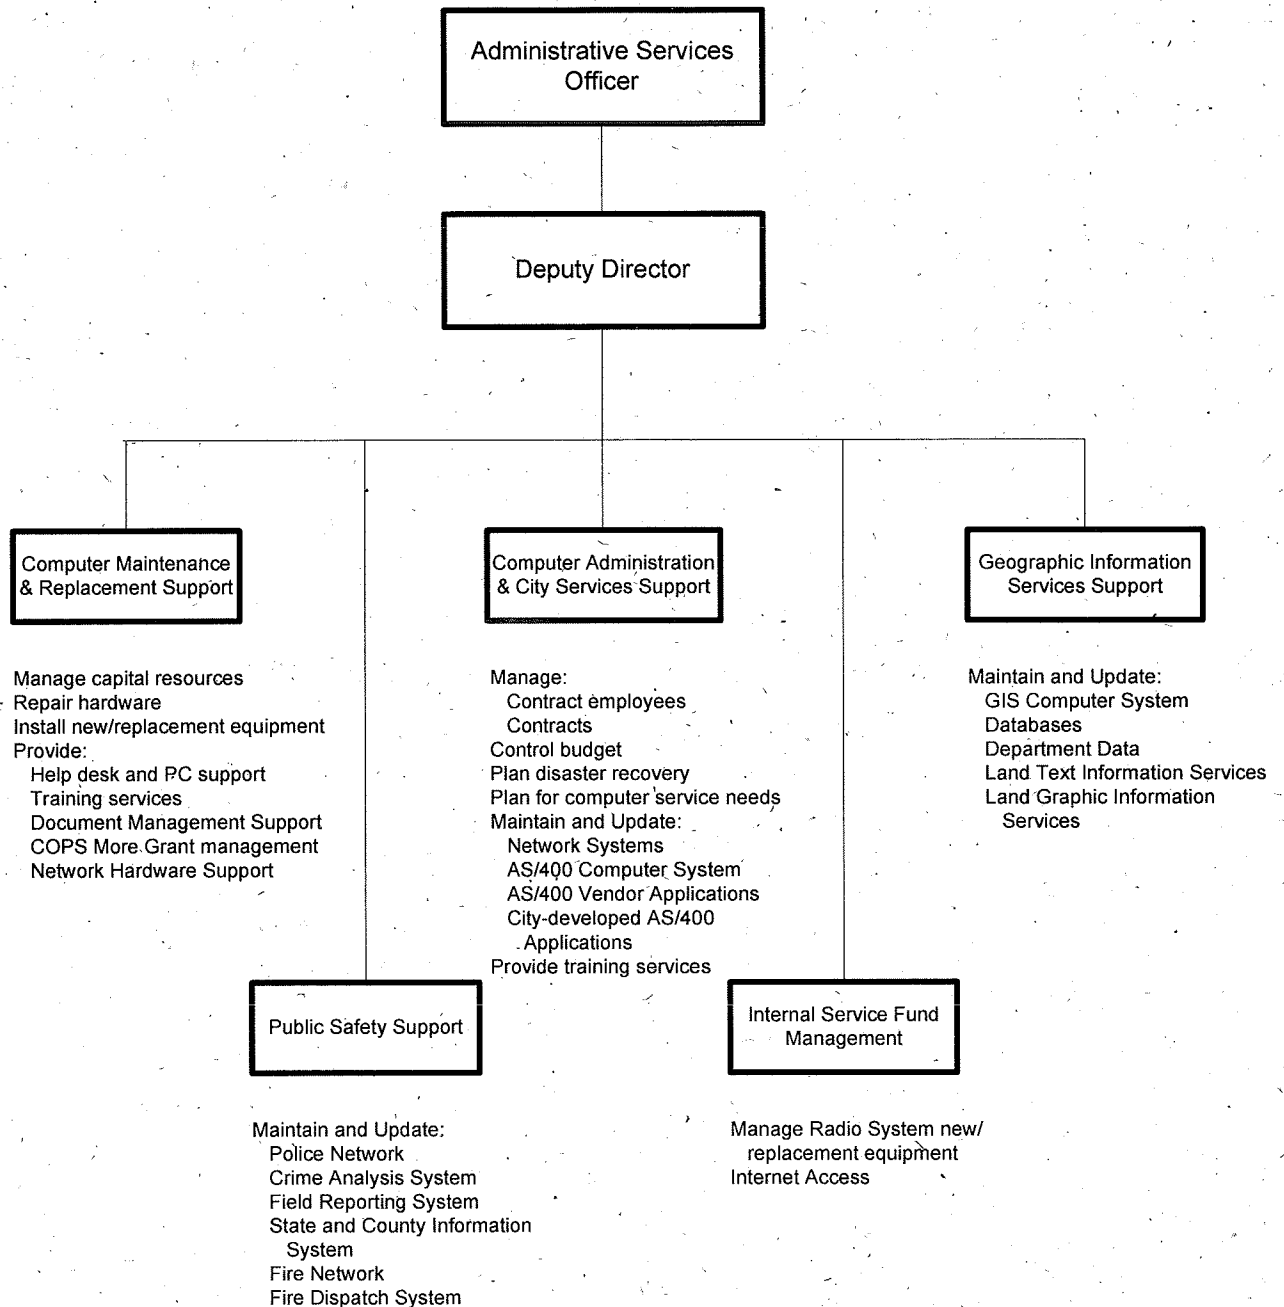 Administrative Services
Officer
Deputy Director
Computer Maintenance
& Replacement Support
Manage capital resources
Repair hardware
Install new/replacement equipment
Provide:
Help desk and PC support
Training services
Document Management Support
COPS More Grant management
Network Hardware Support
Computer Administration
& City Services Support
Manage:
Contract employees
Contracts
Control budget
Plan disaster recovery
Plan for computer service needs
Maintain and Update:
Network Systems
AS/400 Computer System
AS/400 Vendor Applications
City-developed AS/400
Applications
Provide training services
Geographic Information
Services Support
Maintain and Update:
GIS Computer System
Databases
Department Data
Land Text Information Services
Land Graphic Information
Services
Public Safety Support
Maintain and Update:
Police Network
Crime Analysis System
Field Reporting System
State and County Information
System
Fire Network
Fire Dispatch System
Internal Service Fund
Management
Manage Radio System new/
replacement equipment
Internet Access